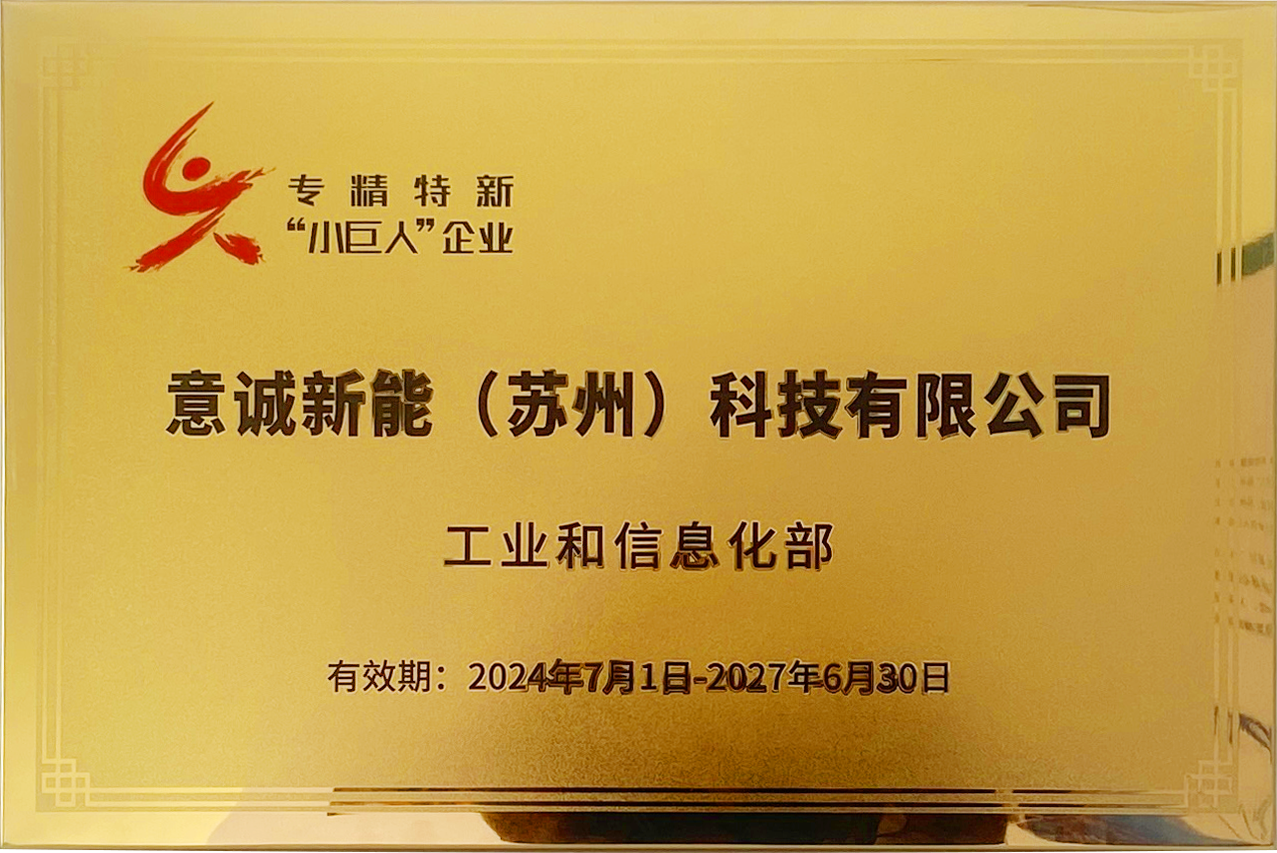 专精特新
“小巨人”企业
意诚新能（苏州）科技有限公司
工业和信息化部
有效期：2024年7月1日-2027年6月30日